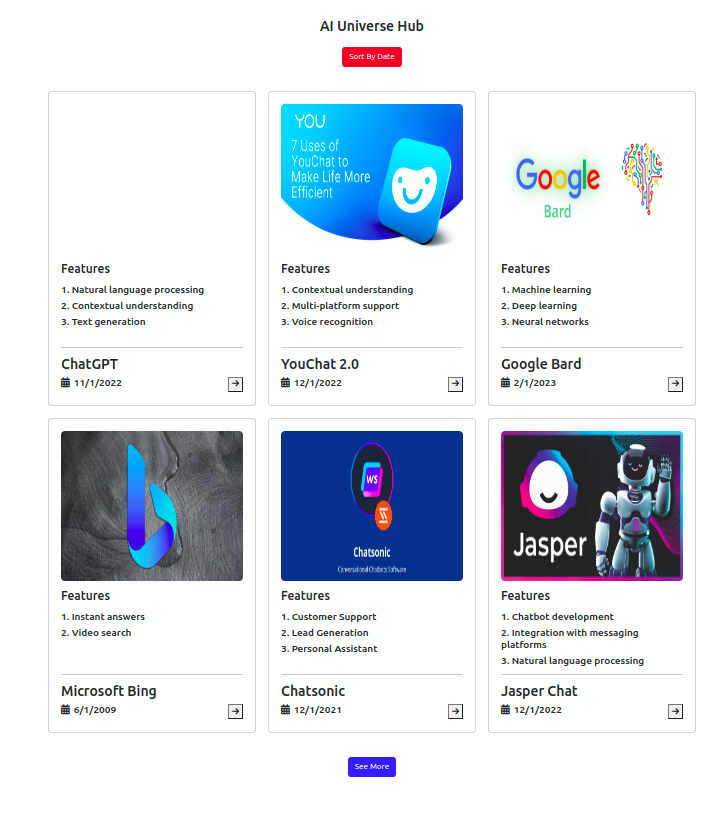 AI Universe Hub
Sort By Date
Features
1. Natural language processing
2. Contextual understanding
3. Text generation
ChatGPT
11/1/2022
YOU
7 Uses of
YouChat to
Make Life More
Efficient
Features
1. Contextual understanding
2. Multi-platform support
3. Voice recognition
YouChat 2.0
12/1/2022
Google
Bard
Features
1. Machine learning
2. Deep learning
3. Neural networks
Google Bard
2/1/2023
Features
1. Instant answers
2. Video search
Microsoft Bing
6/1/2009
WS
Chatsonic
Conversational Chatbots Software
Features
1. Customer Support
2. Lead Generation
3. Personal Assistant
Chatsonic
12/1/2021
Jasper
Features
1. Chatbot development
2. Integration with messaging
platforms
3. Natural language processing
Jasper Chat
12/1/2022
See More